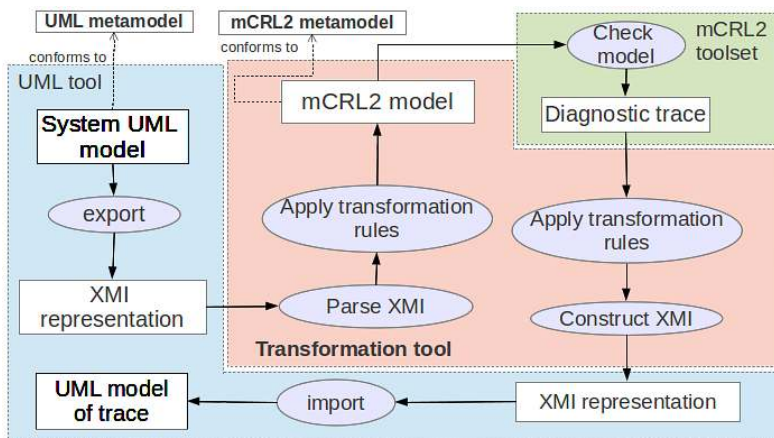 UML metamodel
mCRL2 metamodel
conforms to
conforms to
Check
model
mCRL2
toolset
UML tool
mCRL2 model
Diagnostic trace
System UML
model
export
Apply transformation
rules
Apply transformation
rules
XMI
representation
Parse XMI
Construct XMI
Transformation tool
UML model
of trace
import
XMI representation